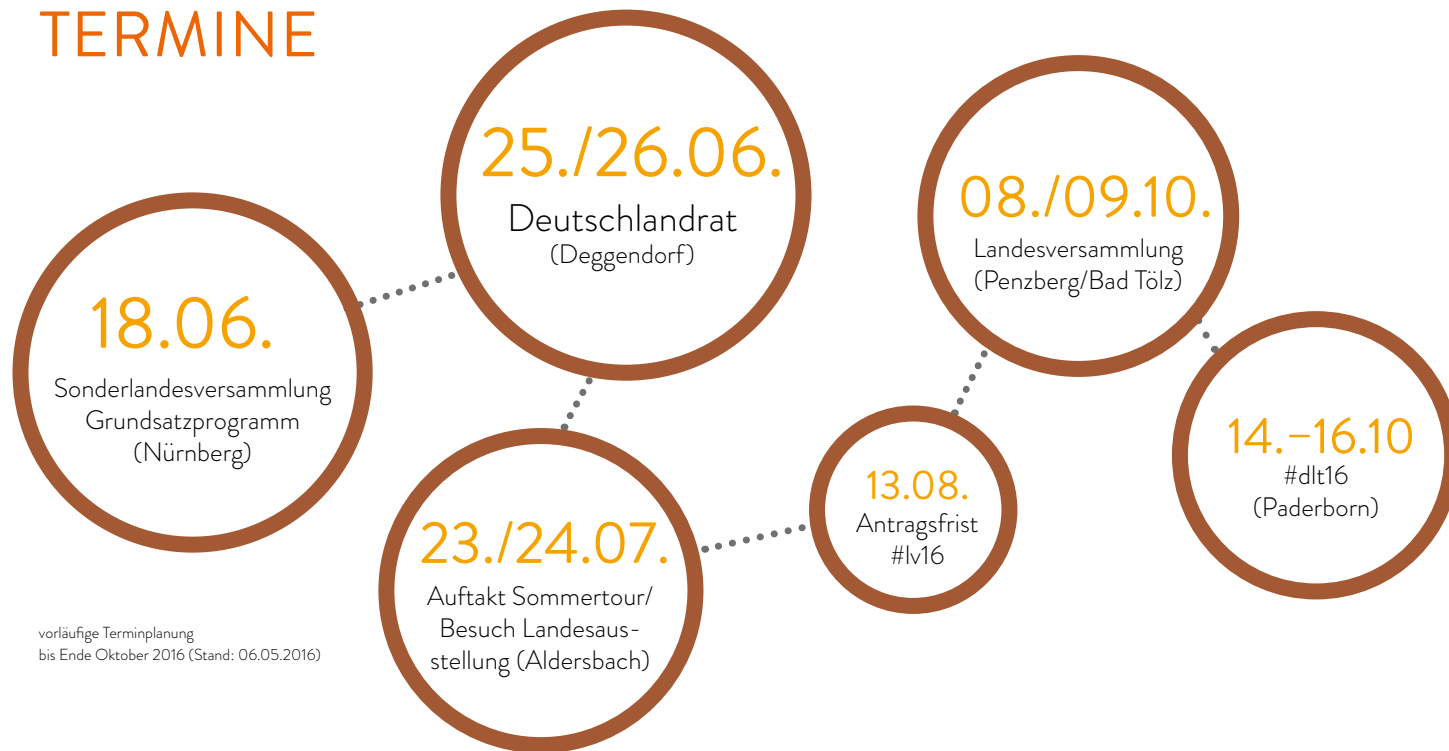 TERMINE
18.06.
Sonderlandesversammlung
Grundsatzprogramm
(Nürnberg)
25./26.06.
Deutschlandrat
(Deggendorf)
23./24.07.
Auftakt Sommertour/
Besuch Landesaus-
stellung (Aldersbach)
13.08.
Antragsfrist
#lv16
08./09.10.
Landesversammlung
(Penzberg/Bad Tölz)
14.–16.10
#dlt16
(Paderborn)
vorläufige Terminplanung
bis Ende Oktober 2016 (Stand: 06.05.2016)